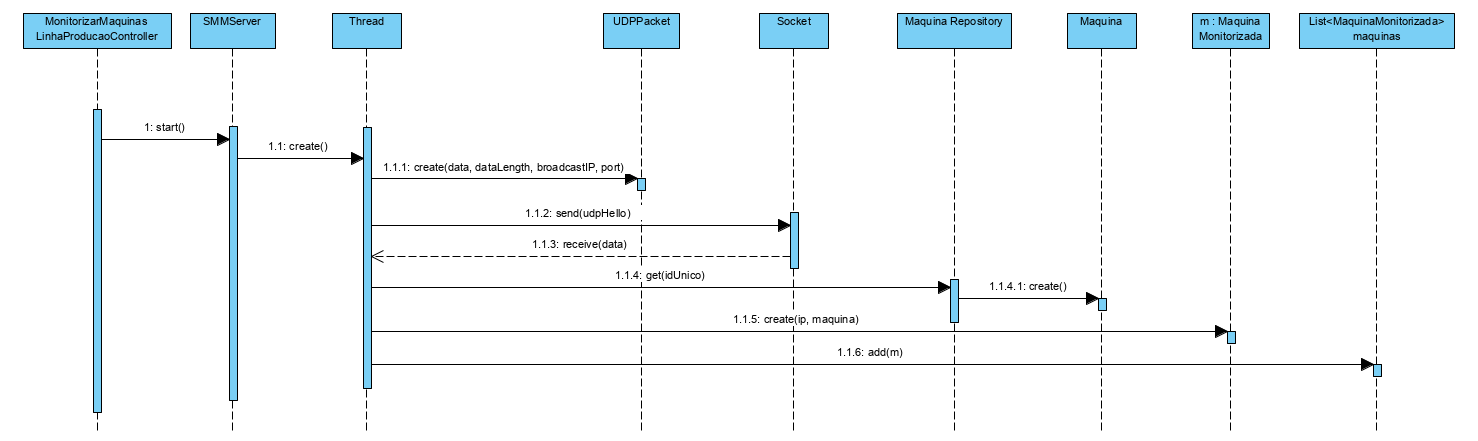 MonitorizarMaquinas
LinhaProducaoController
SMMServer
Thread
UDPPacket
Socket
Maquina Repository
Maquina
m : Maquina
Monitorizada
List<MaquinaMonitorizada>
maquinas
1: start()
1.1: create()
1.1.1: create(data, dataLength, broadcastIP, port)
1.1.2: send(udpHello)
1.1.3: receive(data)
1.1.4: get(idUnico)
1.1.4.1: create()
1.1.5: create(ip, maquina)
1.1.6: add(m)